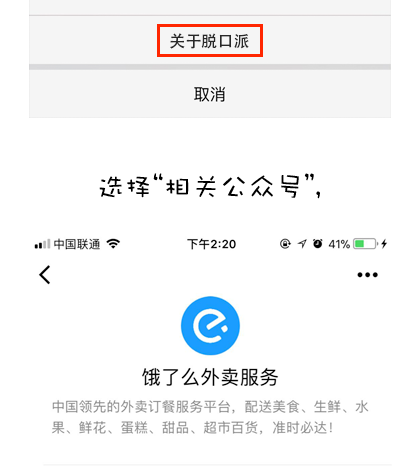 关于脱口派
取消
选择“相关公众号”，
中国联通 下午2:20 41%
饿了么外卖服务
中国领先的外卖订餐服务平台，配送美食、生鲜、水
果、鲜花、蛋糕、甜品、超市百货，准时必达！